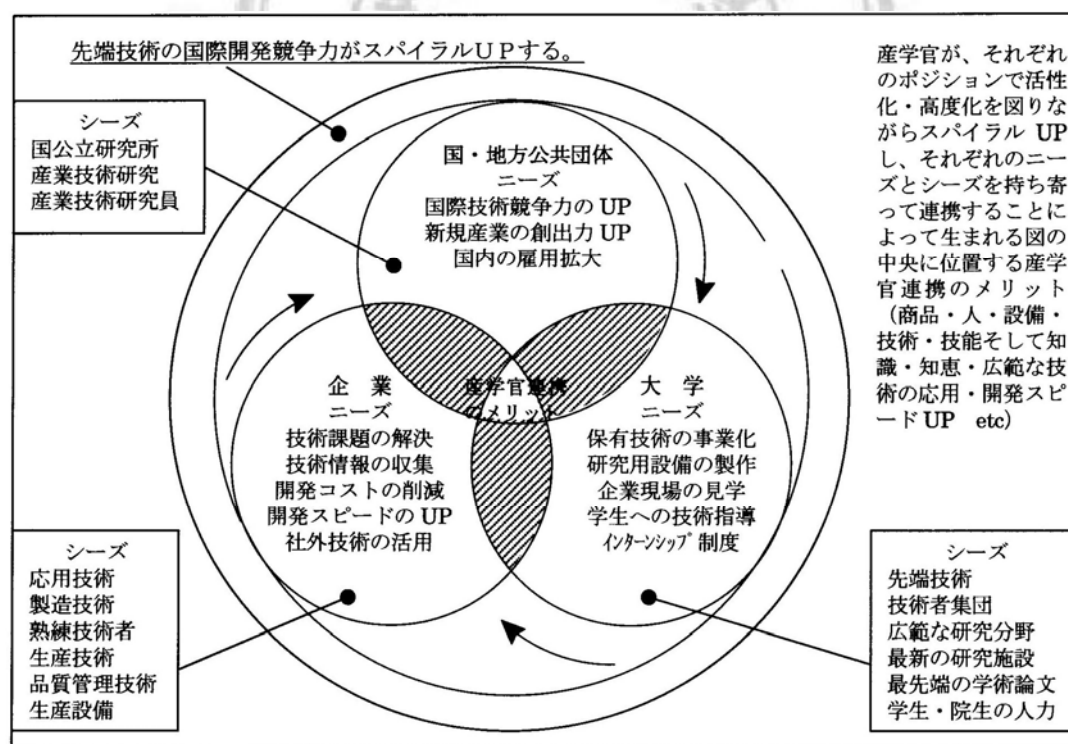 先端技術の国際開発競争力がスパイラルUPする。
シーズ
国公立研究所
産業技術研究
産業技術研究員
国・地方公共団体
ニーズ
国際技術競争力の UP
新規産業の創出力 UP
国内の雇用拡大
産学官が、それぞれ
のポジションで活性
化・高度化を図りな
がらスパイラル UP
し、それぞれのニー
ズとシーズを持ち寄
って連携することに
よって生まれる図の
中央に位置する産学
官連携のメリット
（商品・人・設備・
技術・技能そして知
識・知恵・広範な技
術の応用・開発スピ
ードUP etc）
企 業
ニーズ
技術課題の解決
技術情報の収集
開発コストの削減
開発スピードの UP
社外技術の活用
産学官連携
のメリット
大 学
ニーズ
保有技術の事業化
研究用設備の製作
企業現場の見学
学生への技術指導
ｲﾝﾀｰﾝｼｯﾌﾟ制度
シーズ
応用技術
製造技術
熟練技術者
生産技術
品質管理技術
生産設備
シーズ
先端技術
技術者集団
広範な研究分野
最新の研究施設
最先端の学術論文
学生・院生の人力